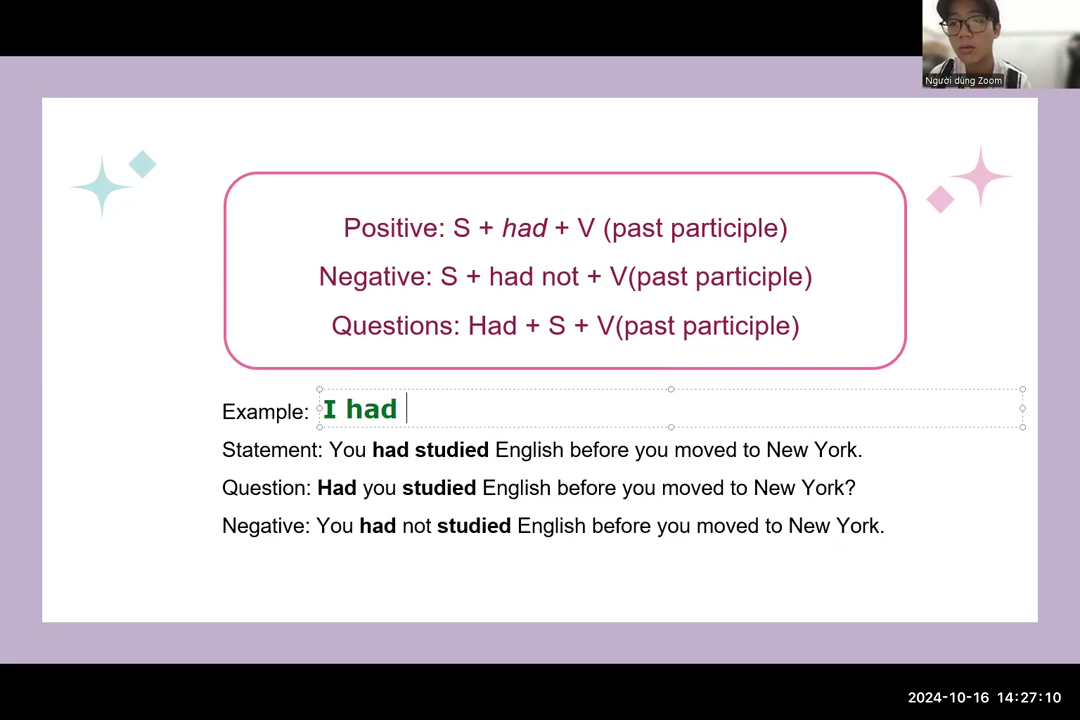 Người dùng Zoom
Positive: S + had + V (past participle)
Negative: S + had not + V(past participle)
Questions: Had + S + V(past participle)
Example: I had
Statement: You had studied English before you moved to New York.
Question: Had you studied English before you moved to New York?
Negative: You had not studied English before you moved to New York.
2024-10-16 14:27:10